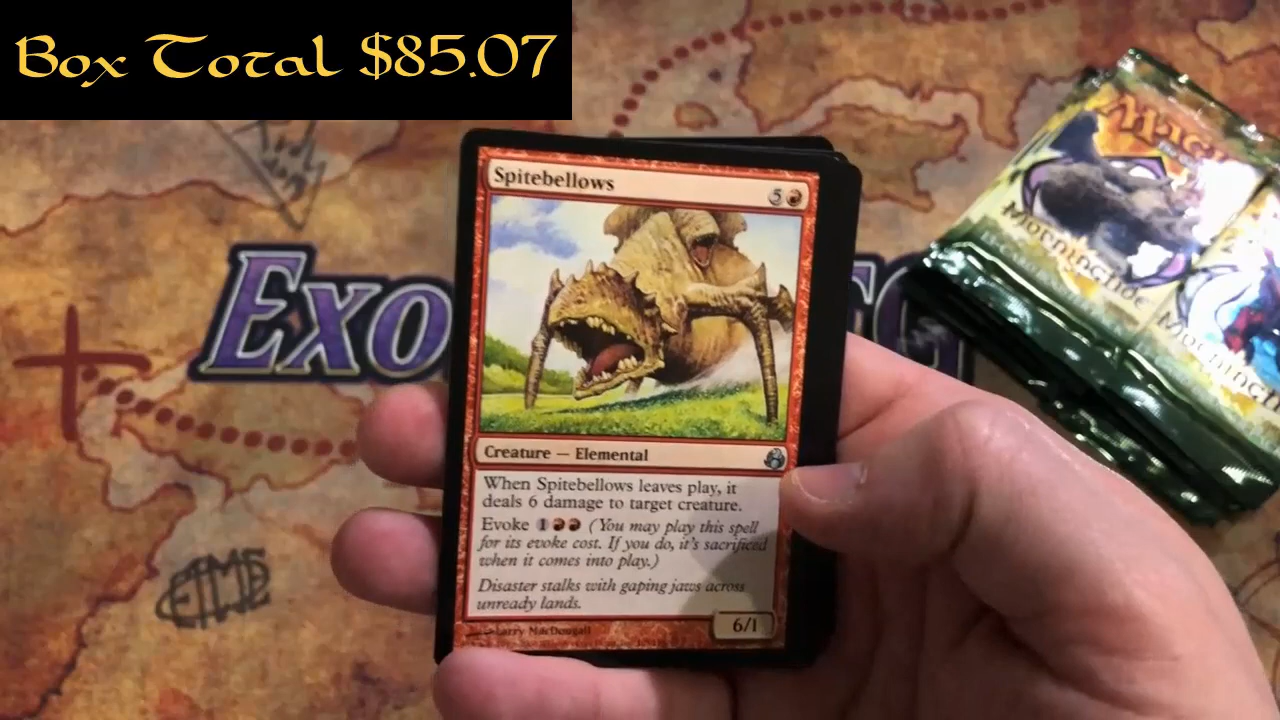 Box Total $85.07
Spitebellows
5
Exo
G
Magic
Morningtide
Creature — Elemental
When Spitebellows leaves play, it
deals 6 damage to target creature.
Evoke 1 (You may play this spell
for its evoke cost. If you do, it's sacrificed
when it comes into play.)
Disaster stalks with gaping jaws across
unready lands.
Larry MacDougall
6/1